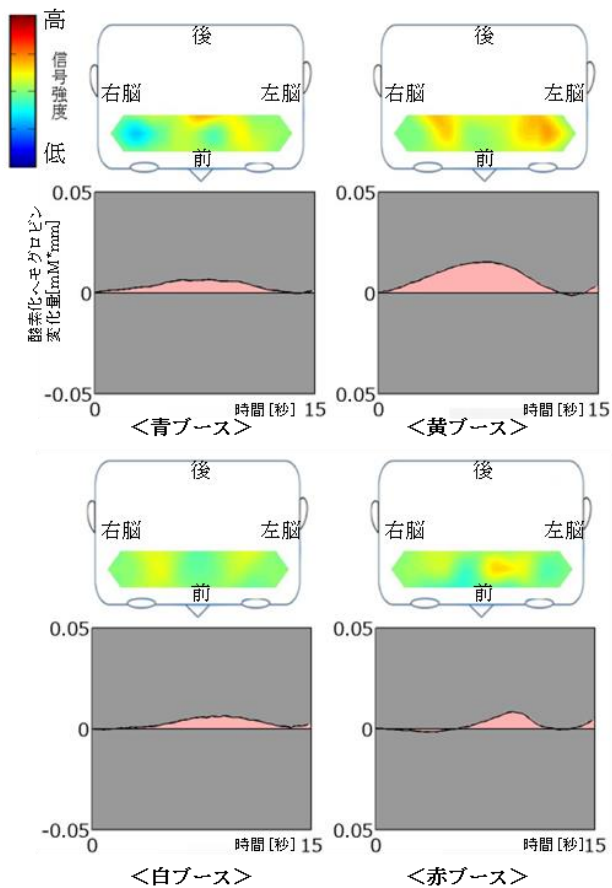 高
信号強度
低
後
右脳
左脳
前
後
右脳
左脳
前
酸素化ヘモグロビン
変化量[mM*mm]
0.05
0
-0.05
0
時間[秒]
15
<青ブース>
0.05
0
0.05
0
時間[秒]
15
<黄ブース>
後
右脳
左脳
前
後
右脳
左脳
前
0.05
0
-0.05
0
時間[秒]
15
<白ブース>
0.05
0
0.05
0
時間[秒]
15
<赤ブース>